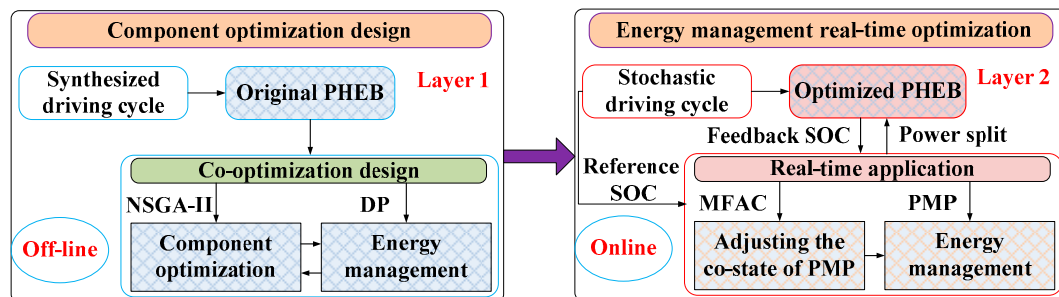 Component optimization design
Synthesized
driving cycle
Original PHEB
Layer 1
Co-optimization design
NSGA-II
DP
Off-line
Component
optimization
Energy
management
Energy management real-time optimization
Stochastic
driving cycle
Optimized PHEB
Layer 2
Feedback SOC
Power split
Reference
SOC
Real-time application
MFAC
PMP
Online
Adjusting the
co-state of PMP
Energy
management